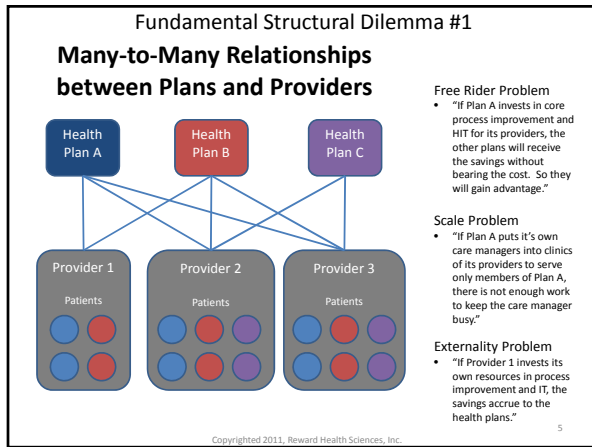 Fundamental Structural Dilemma #1
Many-to-Many Relationships
between Plans and Providers
Health
Plan A
Health
Plan B
Health
Plan C
Provider 1
Patients
Provider 2
Patients
Provider 3
Patients
Free Rider Problem
• “If Plan A invests in core
process improvement and
HIT for its providers, the
other plans will receive
the savings without
bearing the cost. So they
will gain advantage.”
Scale Problem
• “If Plan A puts it’s own
care managers into clinics
of its providers to serve
only members of Plan A,
there is not enough work
to keep the care manager
busy.”
Externality Problem
• “If Provider 1 invests its
own resources in process
improvement and IT, the
savings accrue to the
health plans.”
5
Copyrighted 2011, Reward Health Sciences, Inc.